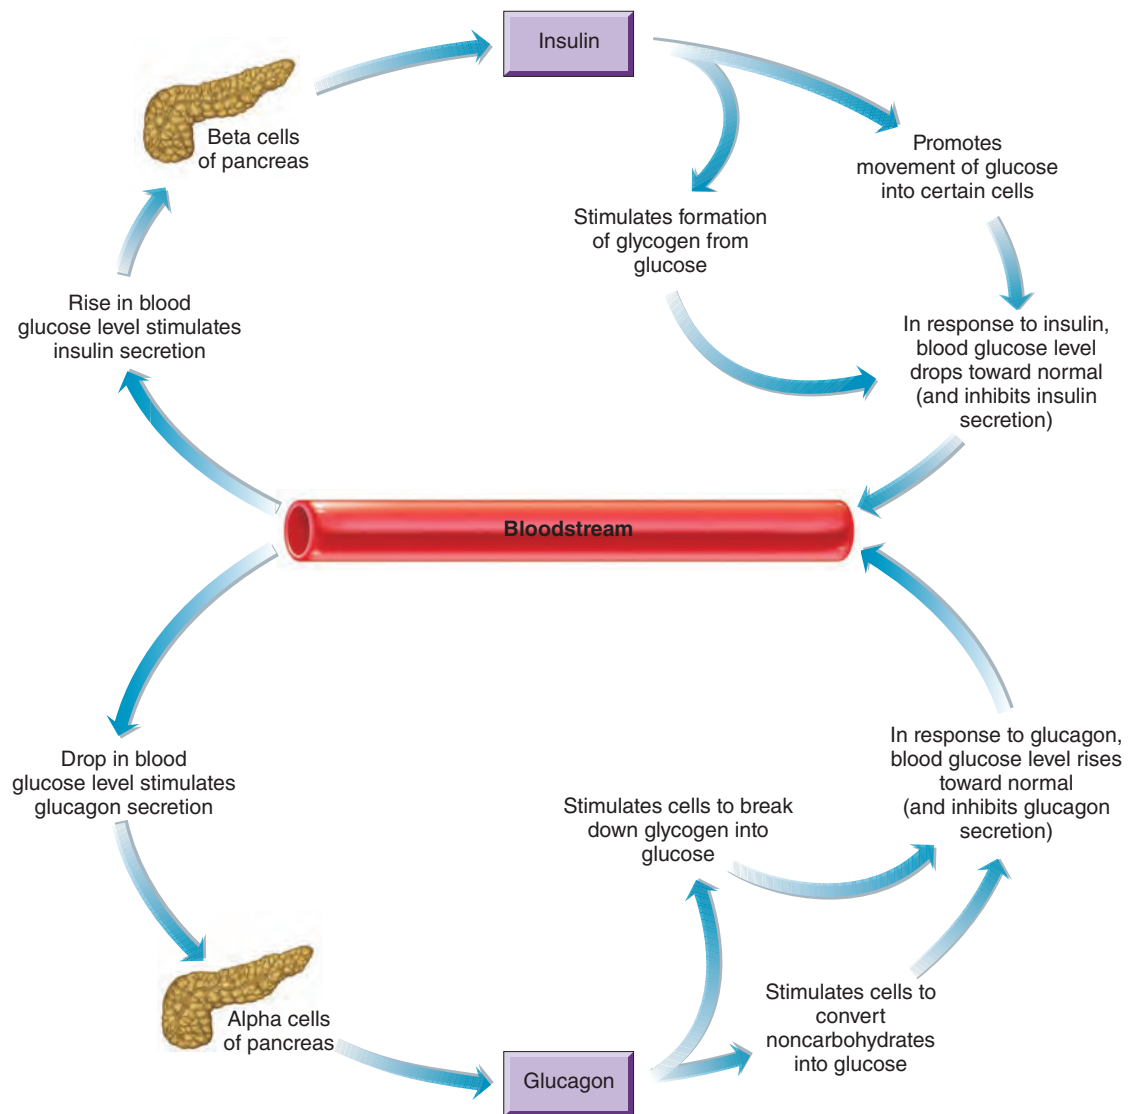 Insulin
Beta cells
of pancreas
Promotes
movement of glucose
into certain cells
Stimulates formation
of glycogen from
glucose
Rise in blood
glucose level stimulates
insulin secretion
In response to insulin,
blood glucose level
drops toward normal
(and inhibits insulin
secretion)
Bloodstream
Drop in blood
glucose level stimulates
glucagon secretion
In response to glucagon,
blood glucose level rises
toward normal
(and inhibits glucagon
secretion)
Stimulates cells to break
down glycogen into
glucose
Alpha cells
of pancreas
Stimulates cells to
convert
noncarbohydrates
into glucose
Glucagon